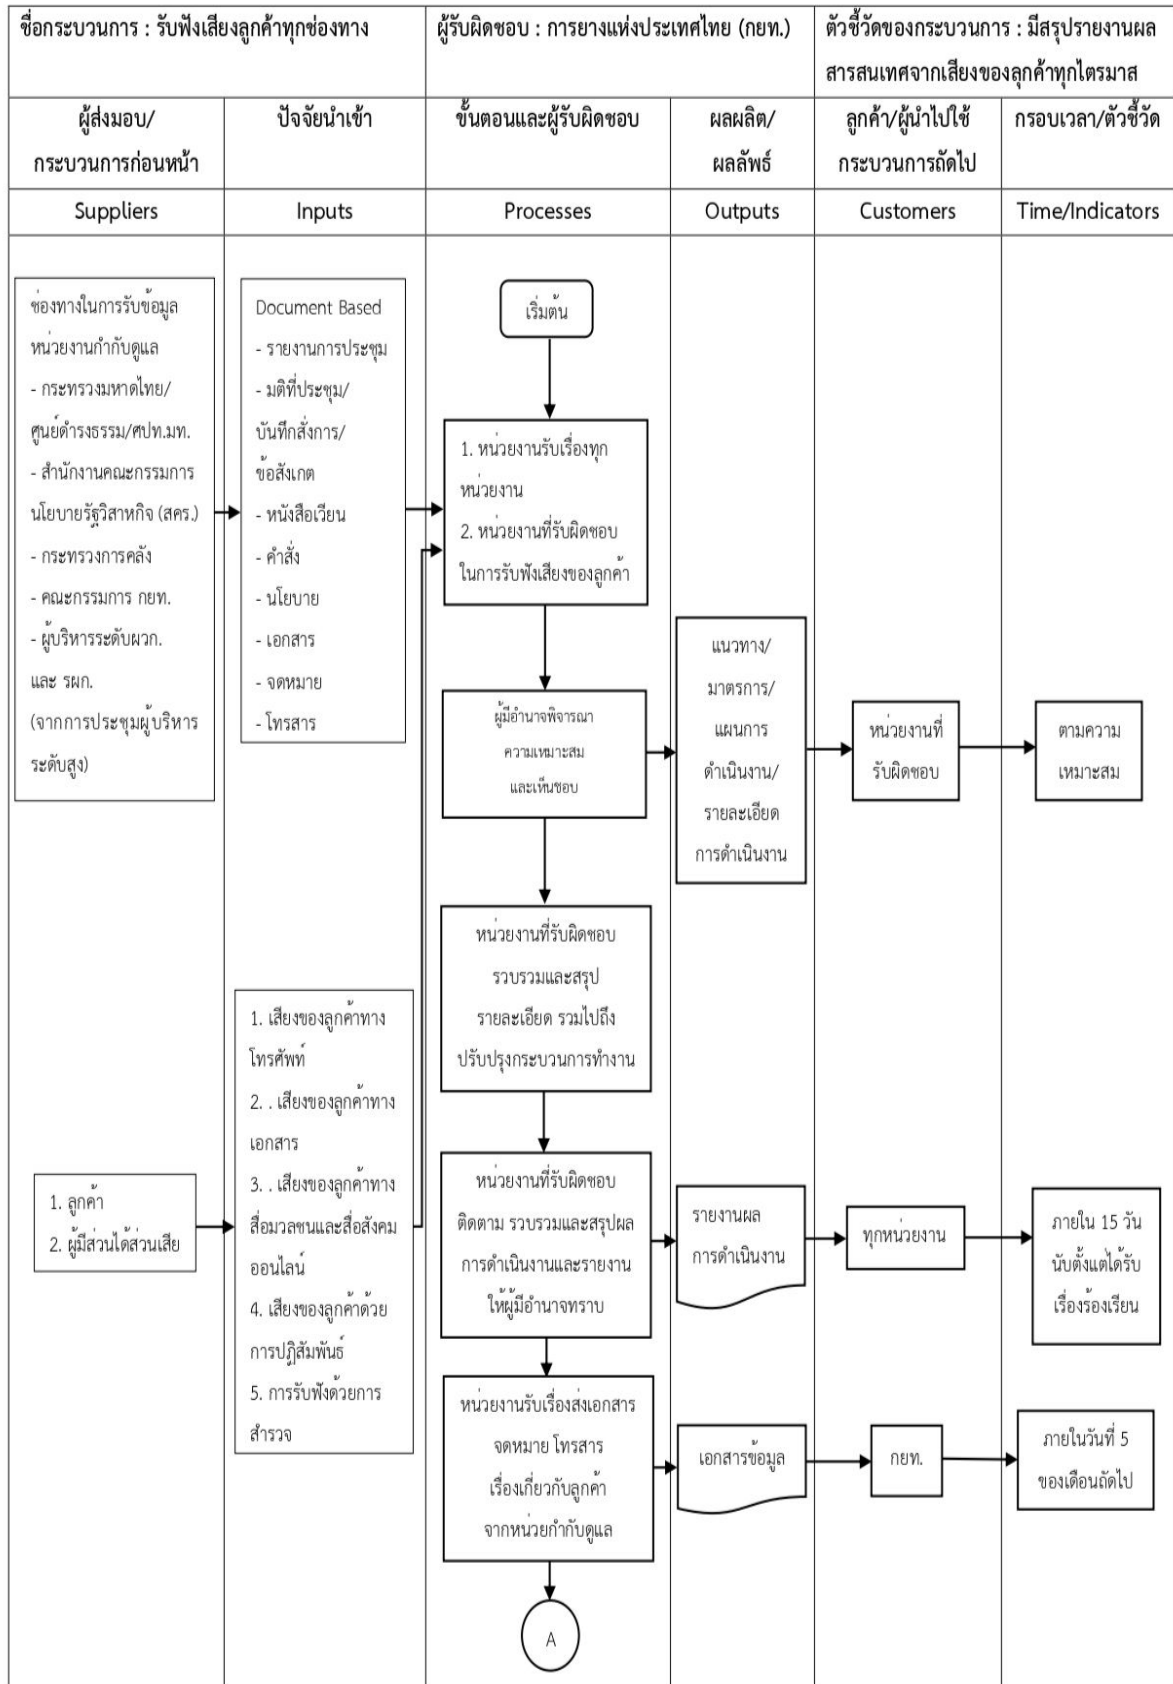 ชื่อกระบวนการ : รับฟังเสียงลูกค้าทุกช่องทาง
ผู้รับผิดชอบ : การยางแห่งประเทศไทย (กยท.)
ตัวชี้วัดของกระบวนการ : มีสรุปรายงานผล
สารสนเทศจากเสียงของลูกค้าทุกไตรมาส
ผู้ส่งมอบ/
กระบวนการก่อนหน้า
ปัจจัยนำเข้า
ขั้นตอนและผู้รับผิดชอบ
ผลผลิต/
ผลลัพธ์
ลูกค้า/ผู้นำไปใช้
กระบวนการถัดไป
กรอบเวลา/ตัวชี้วัด
Suppliers
Inputs
Processes
Outputs
Customers
Time/Indicators
ช่องทางในการรับข้อมูล
หน่วยงานกำกับดูแล
- กระทรวงมหาดไทย/
ศูนย์ดำรงธรรม/ศปท.มท.
- สำนักงานคณะกรรมการ
นโยบายรัฐวิสาหกิจ (สคร.)
- กระทรวงการคลัง
- คณะกรรมการ กยท.
- ผู้บริหารระดับผวก.
และ รผก.
(จากการประชุมผู้บริหาร
ระดับสูง)
Document Based
- รายงานการประชุม
- มติที่ประชุม/
บันทึกสั่งการ/
ข้อสังเกต
- หนังสือเวียน
- คำสั่ง
- นโยบาย
- เอกสาร
- จดหมาย
- โทรสาร
เริ่มต้น
1. หน่วยงานรับเรื่องทุก
หน่วยงาน
2. หน่วยงานที่รับผิดชอบ
ในการรับฟังเสียงของลูกค้า
ผู้มีอำนาจพิจารณา
ความเหมาะสม
และเห็นชอบ
แนวทาง/
มาตรการ/
แผนการ
ดำเนินงาน/
รายละเอียด
การดำเนินงาน
หน่วยงานที่
รับผิดชอบ
ตามความ
เหมาะสม
หน่วยงานที่รับผิดชอบ
รวบรวมและสรุป
รายละเอียด รวมไปถึง
ปรับปรุงกระบวนการทำงาน
1. ลูกค้า
2. ผู้มีส่วนได้ส่วนเสีย
1. เสียงของลูกค้าทาง
โทรศัพท์
2. . เสียงของลูกค้าทาง
เอกสาร
3. . เสียงของลูกค้าทาง
สื่อมวลชนและสื่อสังคม
ออนไลน์
4. เสียงของลูกค้าด้วย
การปฏิสัมพันธ์
5. การรับฟังด้วยการ
สำรวจ
หน่วยงานที่รับผิดชอบ
ติดตาม รวบรวมและสรุปผล
การดำเนินงานและรายงาน
ให้ผู้มีอำนาจทราบ
รายงานผล
การดำเนินงาน
ทุกหน่วยงาน
ภายใน 15 วัน
นับตั้งแต่ได้รับ
เรื่องร้องเรียน
หน่วยงานรับเรื่องส่งเอกสาร
จดหมาย โทรสาร
เรื่องเกี่ยวกับลูกค้า
จากหน่วยกำกับดูแล
เอกสารข้อมูล
กยท.
ภายในวันที่ 5
ของเดือนถัดไป
A